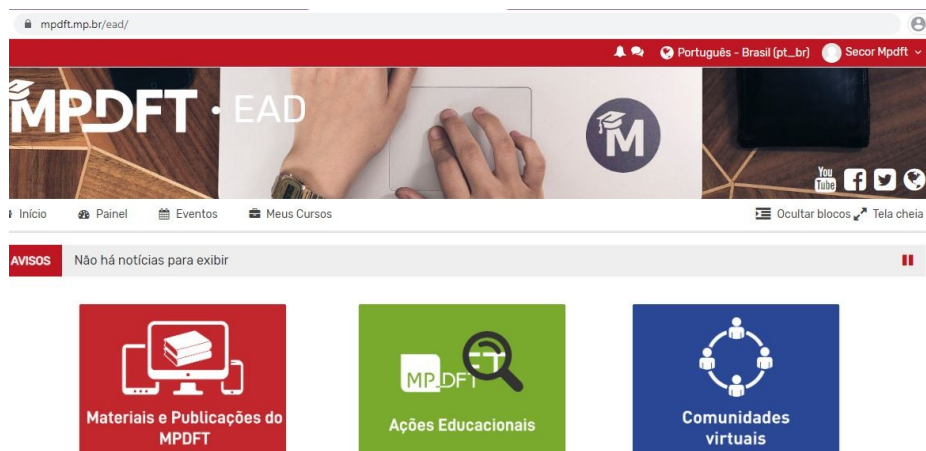 mpdft.mp.br/ead/
Português - Brasil (pt_br) Secor Mpdft
MPDFT · EAD
M
You
Tube
Início Painel Eventos Meus Cursos Ocultar blocos Tela cheia
AVISOS Não há notícias para exibir
MP DFT
Materiais e Publicações do
MPDFT
Ações Educacionais
Comunidades
virtuais